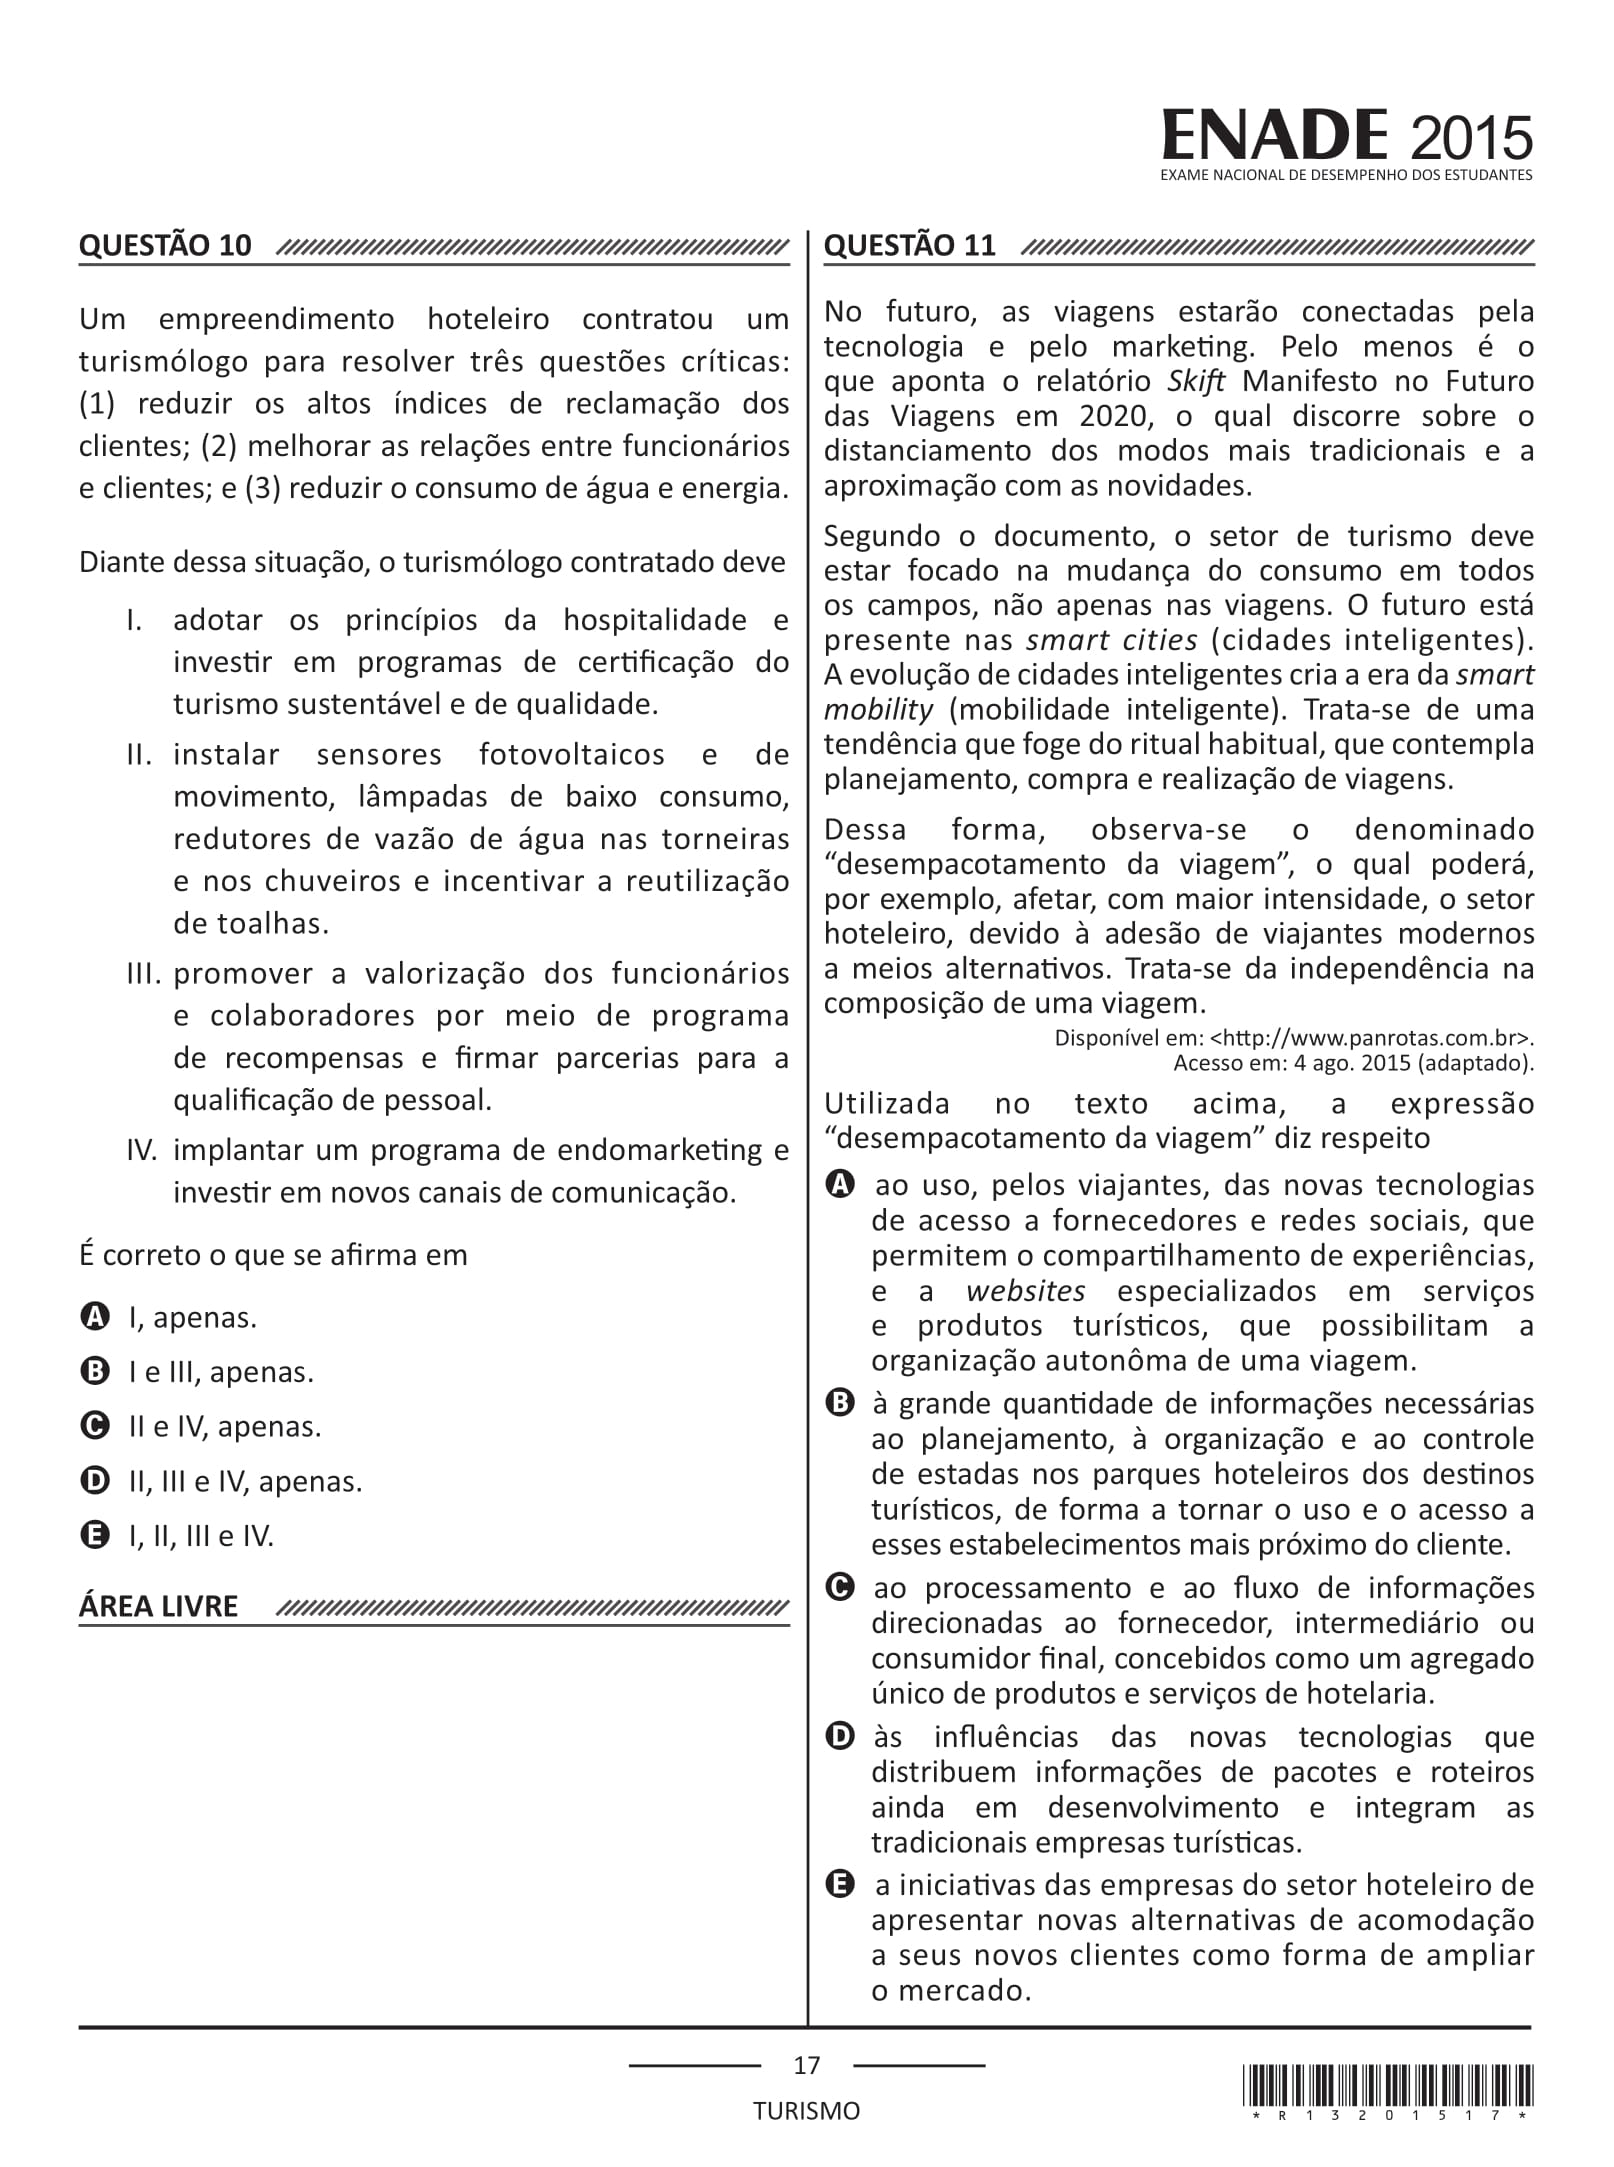 ENADE 2015
EXAME NACIONAL DE DESEMPENHO DOS ESTUDANTES
QUESTÃO 10
Um empreendimento hoteleiro contratou um
turismólogo para resolver três questões críticas:
(1) reduzir os altos índices de reclamação dos
clientes; (2) melhorar as relações entre funcionários
e clientes; e (3) reduzir o consumo de água e energia.
Diante dessa situação, o turismólogo contratado deve
I. adotar os princípios da hospitalidade e
investir em programas de certificação do
turismo sustentável e de qualidade.
II. instalar sensores fotovoltaicos e de
movimento, lâmpadas de baixo consumo,
redutores de vazão de água nas torneiras
e nos chuveiros e incentivar a reutilização
de toalhas.
III. promover a valorização dos funcionários
e colaboradores por meio de programa
de recompensas e firmar parcerias para a
qualificação de pessoal.
IV. implantar um programa de endomarketing e
investir em novos canais de comunicação.
É correto o que se afirma em
A I, apenas.
B I e III, apenas.
C II e IV, apenas.
D II, III e IV, apenas.
E I, II, III e IV.
ÁREA LIVRE
QUESTÃO 11
No futuro, as viagens estarão conectadas pela
tecnologia e pelo marketing. Pelo menos é o
que aponta o relatório Skift Manifesto no Futuro
das Viagens em 2020, o qual discorre sobre o
distanciamento dos modos mais tradicionais e a
aproximação com as novidades.
Segundo o documento, o setor de turismo deve
estar focado na mudança do consumo em todos
os campos, não apenas nas viagens. O futuro está
presente nas smart cities (cidades inteligentes).
A evolução de cidades inteligentes cria a era da smart
mobility (mobilidade inteligente). Trata-se de uma
tendência que foge do ritual habitual, que contempla
planejamento, compra e realização de viagens.
Dessa forma, observa-se o denominado
“desempacotamento da viagem”, o qual poderá,
por exemplo, afetar, com maior intensidade, o setor
hoteleiro, devido à adesão de viajantes modernos
a meios alternativos. Trata-se da independência na
composição de uma viagem.
Disponível em: <http://www.panrotas.com.br>.
Acesso em: 4 ago. 2015 (adaptado).
Utilizada no texto acima, a expressão
“desempacotamento da viagem” diz respeito
A ao uso, pelos viajantes, das novas tecnologias
de acesso a fornecedores e redes sociais, que
permitem o compartilhamento de experiências,
e a websites especializados em serviços
e produtos turísticos, que possibilitam a
organização autonôma de uma viagem.
B à grande quantidade de informações necessárias
ao planejamento, à organização e ao controle
de estadas nos parques hoteleiros dos destinos
turísticos, de forma a tornar o uso e o acesso a
esses estabelecimentos mais próximo do cliente.
C ao processamento e ao fluxo de informações
direcionadas ao fornecedor, intermediário ou
consumidor final, concebidos como um agregado
único de produtos e serviços de hotelaria.
D às influências das novas tecnologias que
distribuem informações de pacotes e roteiros
ainda em desenvolvimento e integram as
tradicionais empresas turísticas.
E a iniciativas das empresas do setor hoteleiro de
apresentar novas alternativas de acomodação
a seus novos clientes como forma de ampliar
o mercado.
17
TURISMO
*R13201517*